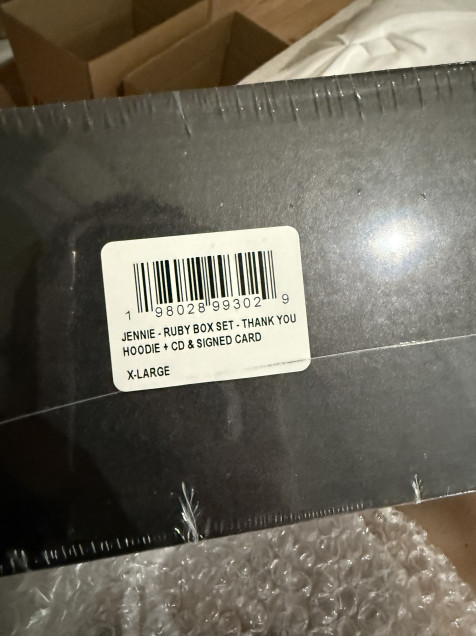 1 98028 99302 9
JENNIE - RUBY BOX SET - THANK YOU
HOODIE + CD & SIGNED CARD
X-LARGE